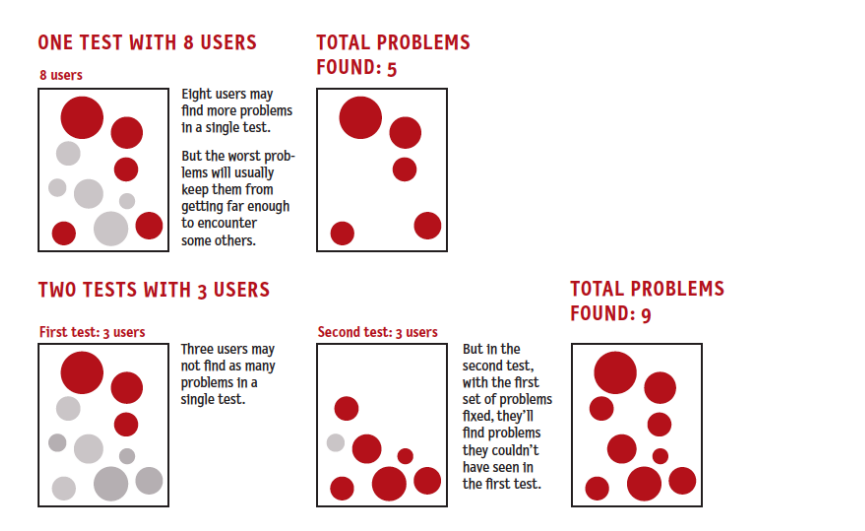 ONE TEST WITH 8 USERS
8 users
Eight users may
find more problems
in a single test.
But the worst prob-
lems will usually
keep them from
getting far enough
to encounter
some others.
TOTAL PROBLEMS
FOUND: 5
TWO TESTS WITH 3 USERS
First test: 3 users
Three users may
not find as many
problems in a
single test.
Second test: 3 users
But in the
second test,
with the first
set of problems
fixed, they'll
find problems
they couldn't
have seen in
the first test.
TOTAL PROBLEMS
FOUND: 9